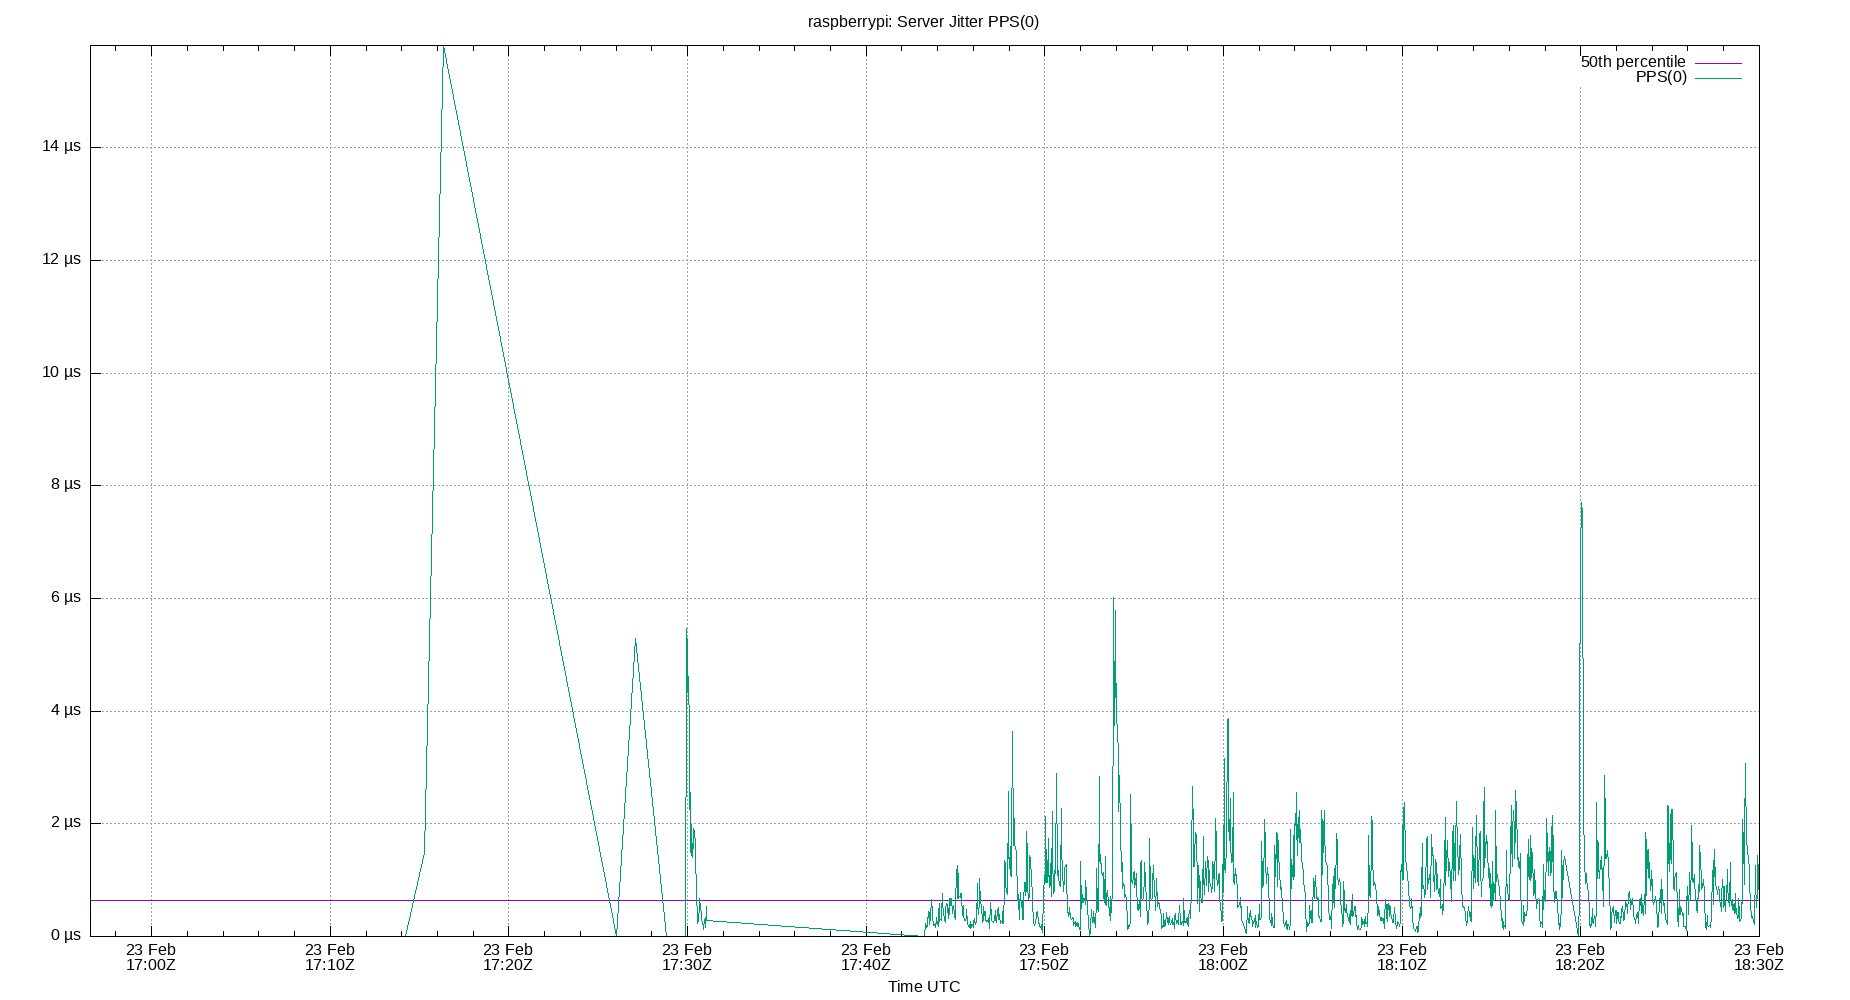 raspberrypi: Server Jitter PPS(0)
50th percentile
PPS(0)
14 µs
12 µs
10 µs
8 µs
6 µs
4 µs
2 µs
0 µs
23 Feb 23 Feb 23 Feb 23 Feb 23 Feb 23 Feb 23 Feb 23 Feb 23 Feb 23 Feb
17:00Z 17:10Z 17:20Z 17:30Z 17:40Z 17:50Z 18:00Z 18:10Z 18:20Z 18:30Z
Time UTC